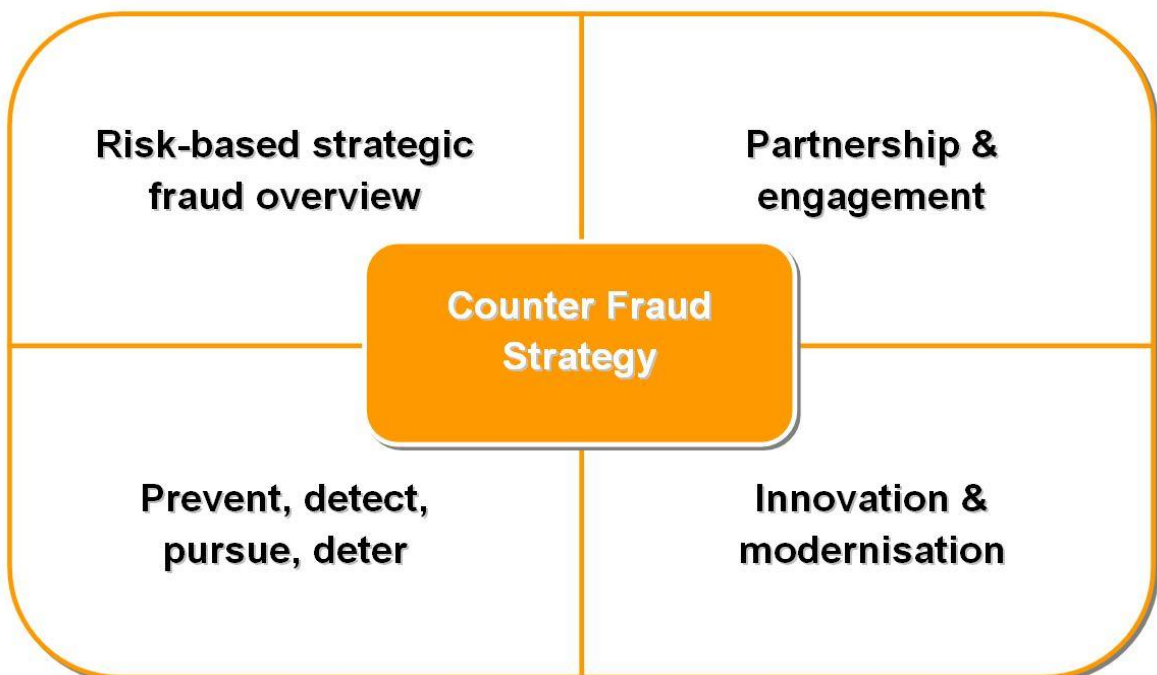 Risk-based strategic
fraud overview
Partnership &
engagement
Counter Fraud
Strategy
Prevent, detect,
pursue, deter
Innovation &
modernisation